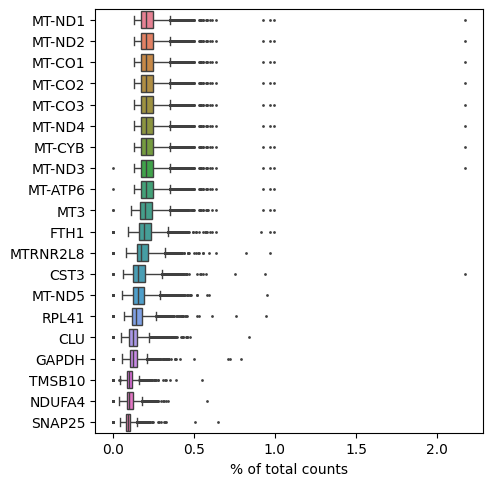 MT-ND1
MT-ND2
MT-CO1
MT-CO2
MT-CO3
MT-ND4
MT-CYB
MT-ND3
MT-ATP6
MT3
FTH1
MTRNR2L8
CST3
MT-ND5
RPL41
CLU
GAPDH
TMSB10
NDUFA4
SNAP25
0.0 0.5 1.0 1.5 2.0
% of total counts